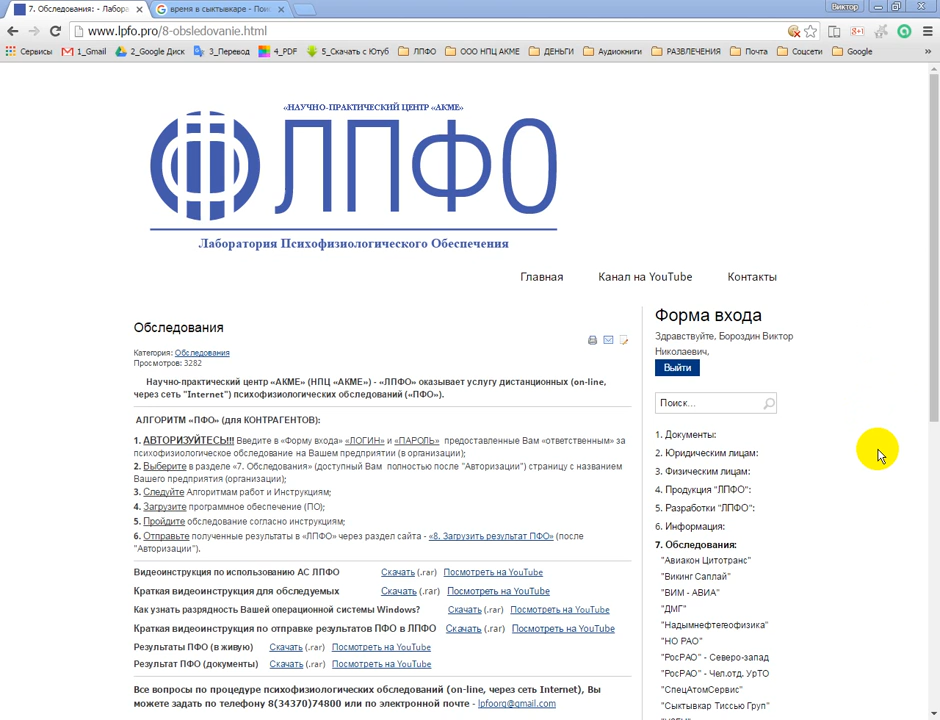 7. Обследования: - Лабора
время в сыктывкаре - Пои
Виктор
www.lpfo.pro/8-obsledovanie.html
Сервисы 1_Gmail 2_Google Диск 3_Перевод 4_PDF 5_Скачать с Ютуб ЛПФО ООО НПЦ АКМЕ ДЕНЬГИ Аудиокниги РАЗВЛЕЧЕНИЯ Почта Соцсети Google »
«НАУЧНО-ПРАКТИЧЕСКИЙ ЦЕНТР «АКМЕ»
ЛПФО
Лаборатория Психофизиологического Обеспечения
Главная Канал на YouTube Контакты
Обследования
Категория: Обследования
Просмотров: 3282
Научно-практический центр «АКМЕ» (НПЦ «АКМЕ») - «ЛПФО» оказывает услугу дистанционных (on-line,
через сеть "Internet") психофизиологических обследований («ПФО»).
АЛГОРИТМ «ПФО» (для КОНТРАГЕНТОВ):
1. АВТОРИЗУЙТЕСЬ!!! Введите в «Форму входа» «ЛОГИН» и «ПАРОЛЬ» предоставленные Вам «ответственным» за
психофизиологическое обследование на Вашем предприятии (в организации);
2. Выберите в разделе «7. Обследования» (доступный Вам полностью после "Авторизации") страницу с названием
Вашего предприятия (организации);
3. Следуйте Алгоритмам работ и Инструкциям;
4. Загрузите программное обеспечение (ПО);
5. Пройдите обследование согласно инструкциям;
6. Отправьте полученные результаты в «ЛПФО» через раздел сайта - «8. Загрузить результат ПФО» (после
"Авторизации").
Видеоинструкция по использованию АС ЛПФО Скачать (.rar) Посмотреть на YouTube
Краткая видеоинструкция для обследуемых Скачать (.rar) Посмотреть на YouTube
Как узнать разрядность Вашей операционной системы Windows? Скачать (.rar) Посмотреть на YouTube
Краткая видеоинструкция по отправке результатов ПФО в ЛПФО Скачать (.rar) Посмотреть на YouTube
Результаты ПФО (в живую) Скачать (.rar) Посмотреть на YouTube
Результат ПФО (документы) Скачать (.rar) Посмотреть на YouTube
Все вопросы по процедуре психофизиологических обследований (on-line, через сеть Internet), Вы
можете задать по телефону 8(34370)74800 или по электронной почте - lpfoorg@gmail.com
Форма входа
Здравствуйте, Бороздин Виктор
Николаевич,
Выйти
Поиск...
1. Документы:
2. Юридическим лицам:
3. Физическим лицам:
4. Продукция "ЛПФО":
5. Разработки "ЛПФО":
6. Информация:
7. Обследования:
"Авиакон Цитотранс"
"Викинг Саплай"
"ВИМ - АВИА"
"ДМГ"
"Надымнефтегеофизика"
"НО РАО"
"РосРАО" - Северо-запад
"РосРАО" - Чел.отд. УрТО
"СпецАтомСервис"
"Сыктывкар Тиссью Груп"